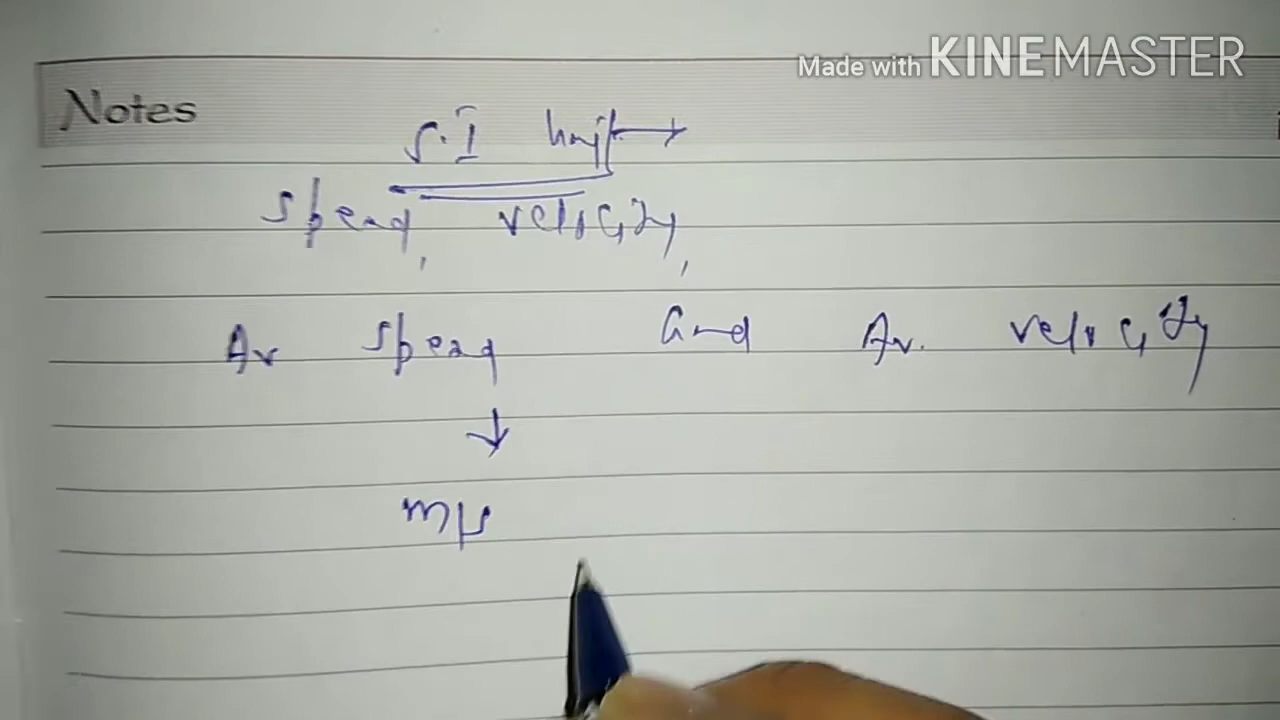 Made with KINEMASTER
Notes
S.I Unit →
Speed, velocity,
Av Speed and Av. velocity
↓
m/s